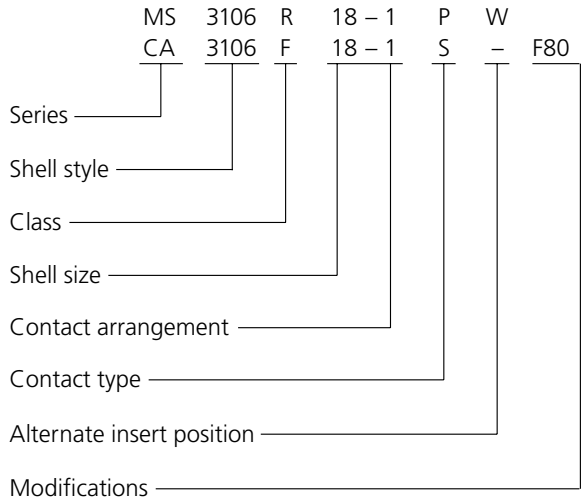 MS 3106 R 18 – 1 P W
CA 3106 F 18 – 1 S – F80
Series
Shell style
Class
Shell size
Contact arrangement
Contact type
Alternate insert position
Modifications